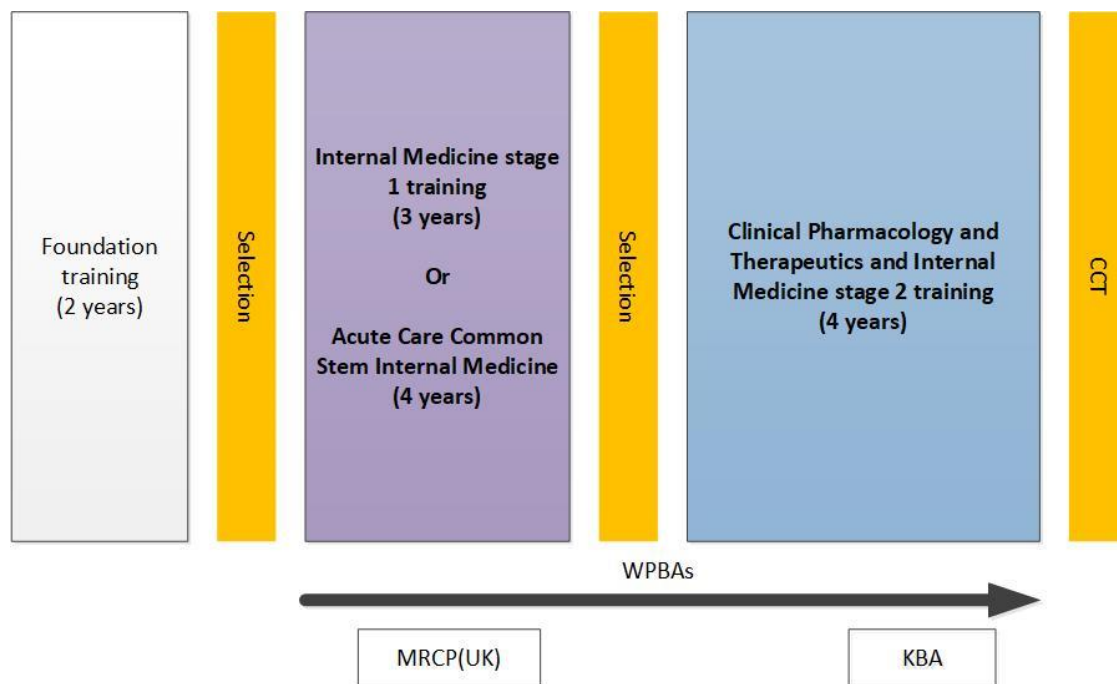 Foundation
training
(2 years)
Selection
Internal Medicine stage
1 training
(3 years)
Or
Acute Care Common
Stem Internal Medicine
(4 years)
Selection
Clinical Pharmacology and
Therapeutics and Internal
Medicine stage 2 training
(4 years)
CCT
WPBAs
MRCP(UK)
KBA